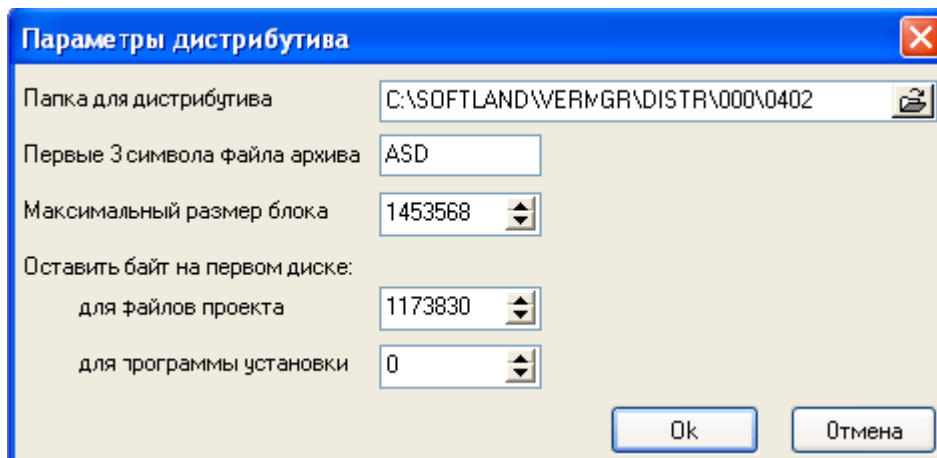 Параметры дистрибутива
Папка для дистрибутива C:\SOFTLAND\VERMGR\DISTR\000\0402
Первые 3 символа файла архива ASD
Максимальный размер блока 1453568
Оставить байт на первом диске:
для файлов проекта 1173830
для программы установки 0
Ok Отмена